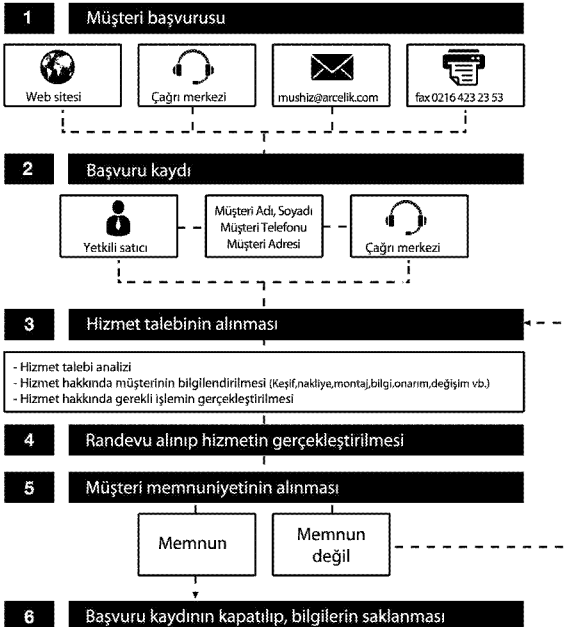 1 Müşteri başvurusu
Web sitesi
Çağrı merkezi
mushiz@arcelik.com
fax 0216 423 23 53
2 Başvuru kaydı
Yetkili satıcı
Müşteri Adı, Soyadı
Müşteri Telefonu
Müşteri Adresi
Çağrı merkezi
3 Hizmet talebinin alınması
- Hizmet talebi analizi
- Hizmet hakkında müşterinin bilgilendirilmesi (Keşif,nakliye,montaj,bilgi,onarım,değişim vb.)
- Hizmet hakkında gerekli işlemin gerçekleştirilmesi
4 Randevu alınıp hizmetin gerçekleştirilmesi
5 Müşteri memnuniyetinin alınması
Memnun
Memnun
değil
6 Başvuru kaydının kapatılıp, bilgilerin saklanması